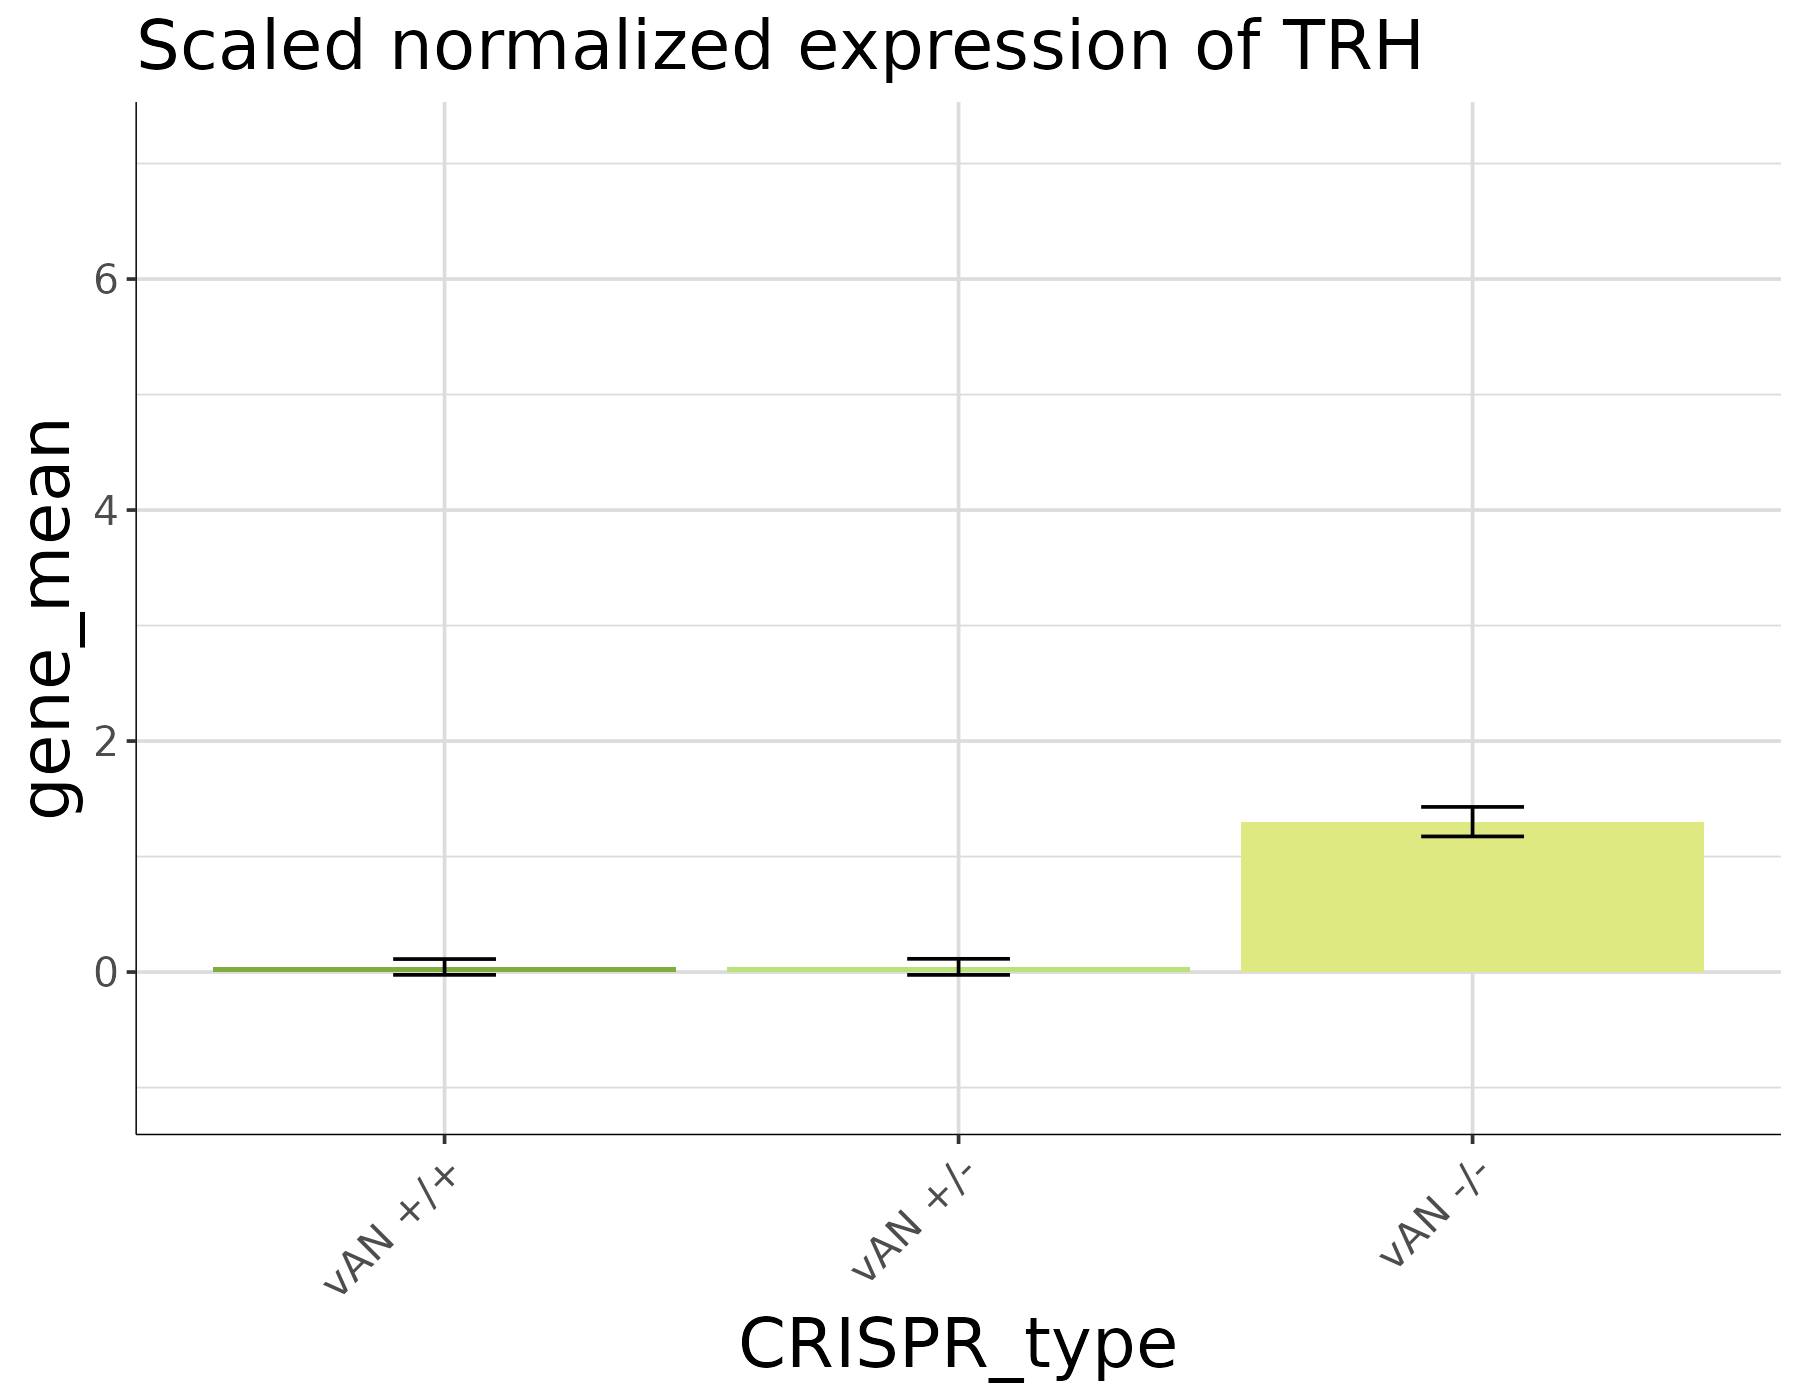 Scaled normalized expression of TRH
gene_mean
6
4
2
0
vAN +/+
vAN +/-
vAN -/-
CRISPR_type